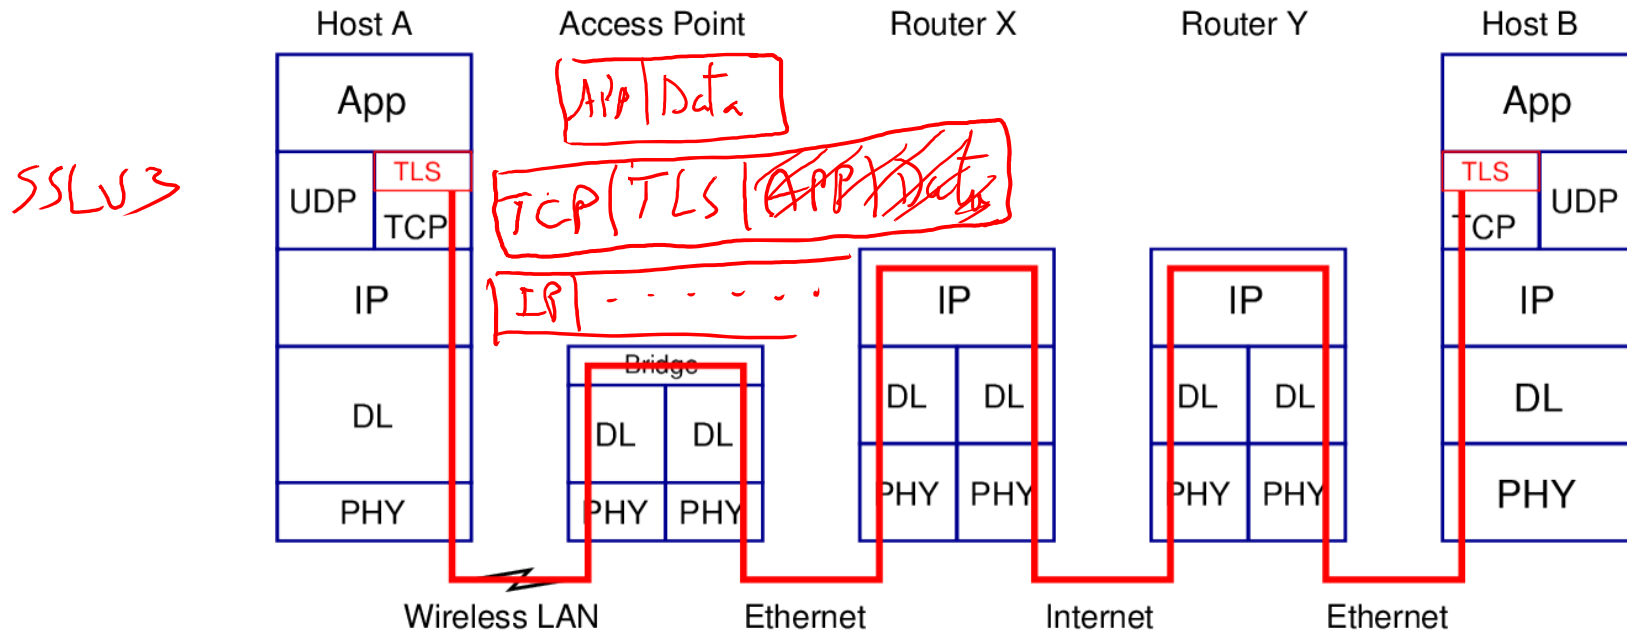 Host A Access Point Router X Router Y Host B
App APP Data App
SSLV3 UDP TLS TCP TCP TLS APP Data TLS TCP UDP
IP IP ...... IP IP IP
Bridge
DL DL DL DL DL DL DL DL
PHY PHY PHY PHY PHY PHY PHY PHY
Wireless LAN Ethernet Internet Ethernet